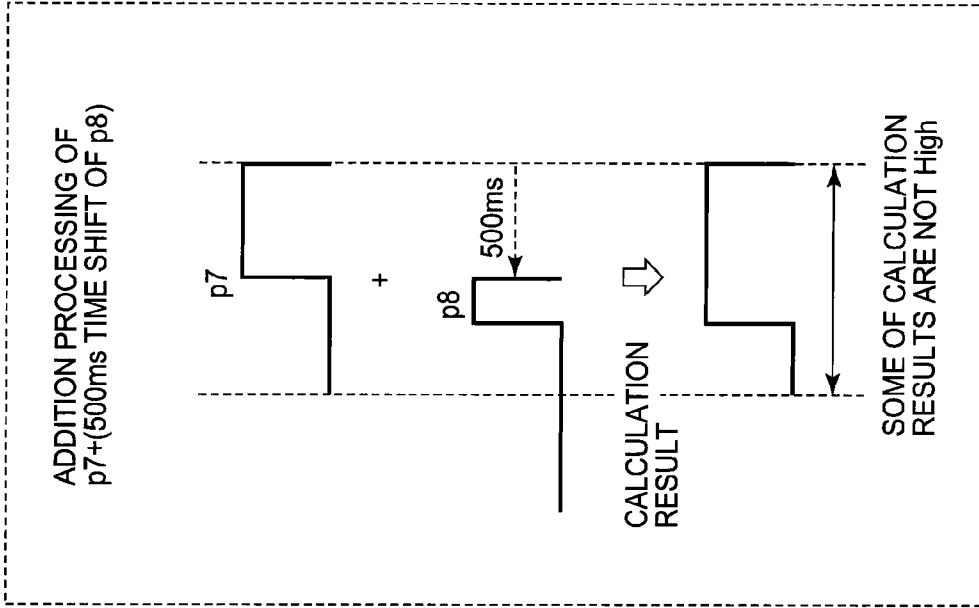 ADDITION PROCESSING OF
p7+(500ms TIME SHIFT OF p8)
p7
+
p8
500ms
CALCULATION
RESULT
SOME OF CALCULATION
RESULTS ARE NOT High